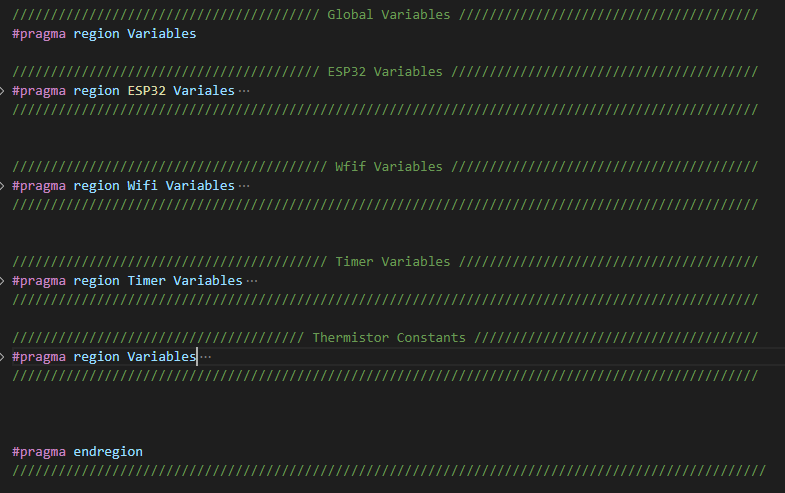 //////////////////////////////////////// Global Variables ///////////////////////////////////////
#pragma region Variables
//////////////////////////////////////// ESP32 Variables ////////////////////////////////////////
#pragma region ESP32 Variales···
/////////////////////////////////////////////////////////////////////////////////////////////////
///////////////////////////////////////// Wfif Variables ////////////////////////////////////////
#pragma region Wifi Variables···
/////////////////////////////////////////////////////////////////////////////////////////////////
///////////////////////////////////////// Timer Variables ///////////////////////////////////////
#pragma region Timer Variables···
/////////////////////////////////////////////////////////////////////////////////////////////////
////////////////////////////////////// Thermistor Constants /////////////////////////////////////
#pragma region Variables···
/////////////////////////////////////////////////////////////////////////////////////////////////
#pragma endregion
//////////////////////////////////////////////////////////////////////////////////////////////////